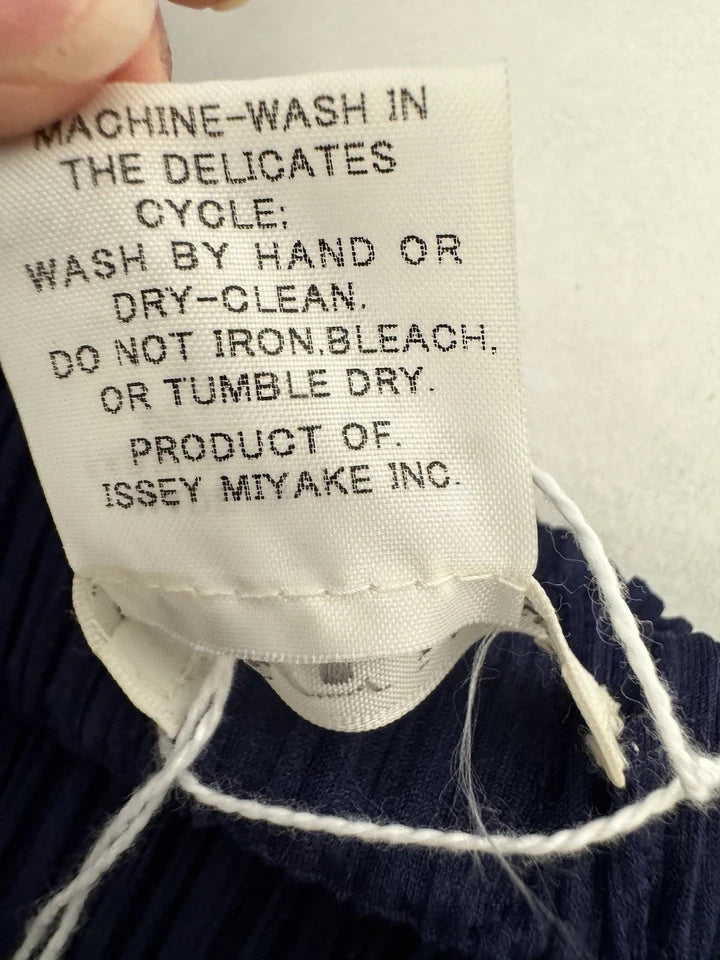 MACHINE-WASH IN
THE DELICATES
CYCLE;
WASH BY HAND OR
DRY-CLEAN.
DO NOT IRON,BLEACH,
OR TUMBLE DRY.
PRODUCT OF.
ISSEY MIYAKE INC.